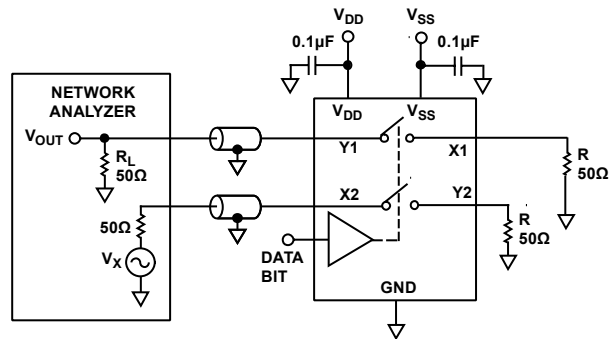 VDD
VSS
0.1µF
0.1µF
NETWORK
ANALYZER
VDD
VSS
VOUT
Y1
X1
RL
50Ω
R
50Ω
X2
Y2
50Ω
R
50Ω
VX
DATA
BIT
GND